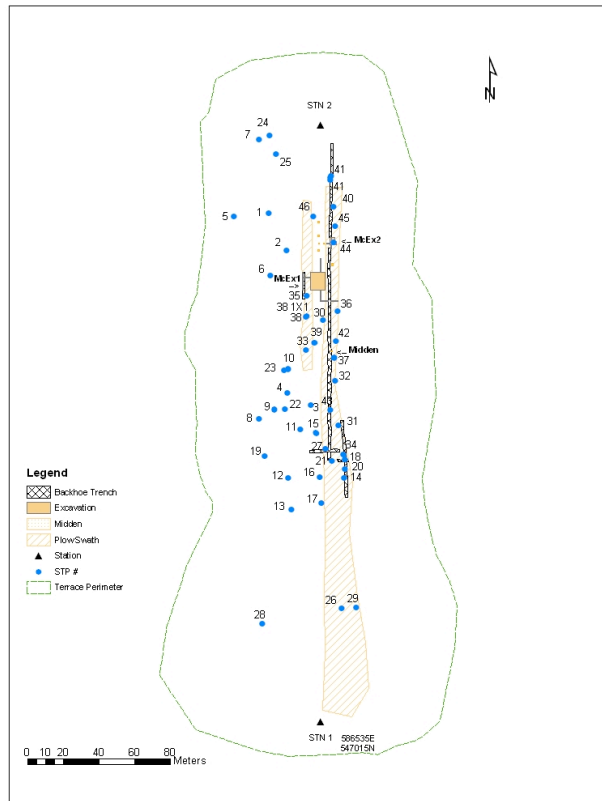 STN 2
N
24
7
25
41
41
40
5
1
46
45
2
<-- McEx2
44
6
McEx1
-->
35
38 1X1
38
30
36
39
33
42
<-- Midden
37
10
23
32
4
9
22
3
43
8
11
15
31
27
34
19
21
18
20
12
16
14
13
17
Legend
Backhoe Trench
Excavation
Midden
PlowSwath
Station
STP #
Terrace Perimeter
26
29
28
STN 1
586535E
547015N
0 10 20 40 60 80
Meters